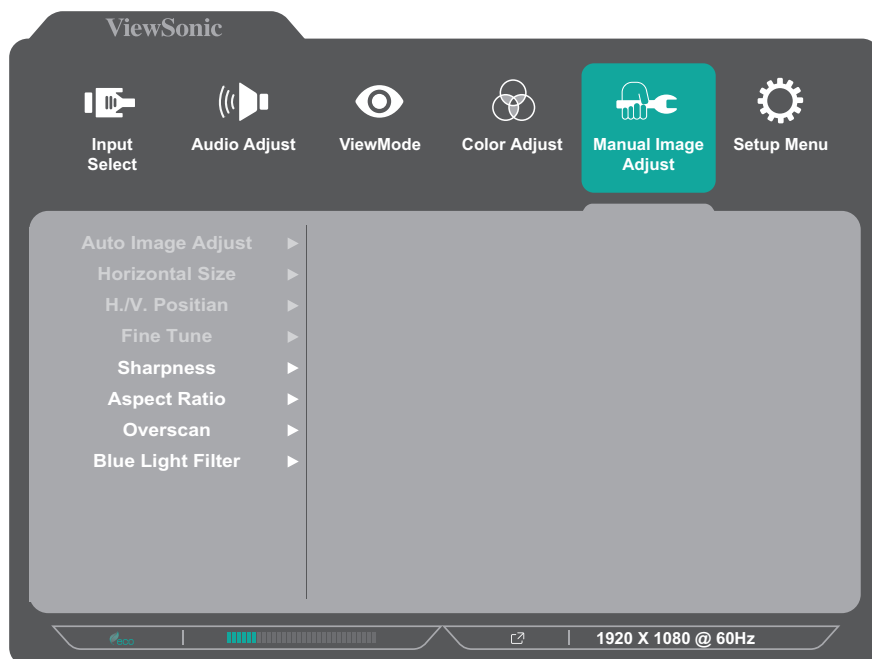 ViewSonic
Input
Select
Audio Adjust
ViewMode
Color Adjust
Manual Image
Adjust
Setup Menu
Auto Image Adjust
Horizontal Size
H./V. Positian
Fine Tune
Sharpness
Aspect Ratio
Overscan
Blue Light Filter
eco
1920 X 1080 @ 60Hz